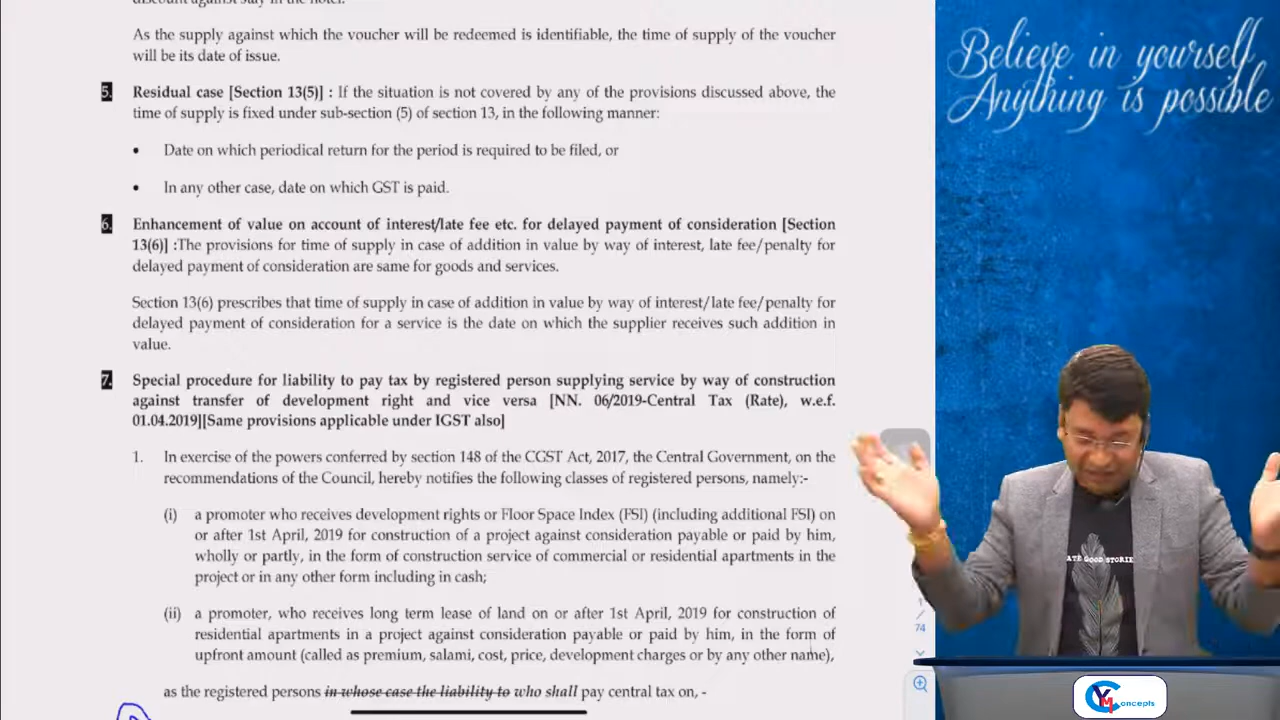 discount against stay in the hotel.
As the supply against which the voucher will be redeemed is identifiable, the time of supply of the voucher
will be its date of issue.
5. Residual case [Section 13(5)] : If the situation is not covered by any of the provisions discussed above, the
time of supply is fixed under sub-section (5) of section 13, in the following manner:
• Date on which periodical return for the period is required to be filed, or
• In any other case, date on which GST is paid.
6. Enhancement of value on account of interest/late fee etc. for delayed payment of consideration [Section
13(6)] :The provisions for time of supply in case of addition in value by way of interest, late fee/penalty for
delayed payment of consideration are same for goods and services.
Section 13(6) prescribes that time of supply in case of addition in value by way of interest/late fee/penalty for
delayed payment of consideration for a service is the date on which the supplier receives such addition in
value.
7. Special procedure for liability to pay tax by registered person supplying service by way of construction
against transfer of development right and vice versa [NN. 06/2019-Central Tax (Rate), w.e.f.
01.04.2019][Same provisions applicable under IGST also]
1. In exercise of the powers conferred by section 148 of the CGST Act, 2017, the Central Government, on the
recommendations of the Council, hereby notifies the following classes of registered persons, namely:-
(i) a promoter who receives development rights or Floor Space Index (FSI) (including additional FSI) on
or after 1st April, 2019 for construction of a project against consideration payable or paid by him,
wholly or partly, in the form of construction service of commercial or residential apartments in the
project or in any other form including in cash;
(ii) a promoter, who receives long term lease of land on or after 1st April, 2019 for construction of
residential apartments in a project against consideration payable or paid by him, in the form of
upfront amount (called as premium, salami, cost, price, development charges or by any other name),
as the registered persons in whose case the liability to who shall pay central tax on, -
Believe in yourself
Anything is possible
ATE GOOD STORIE
/
74
YM
Concepts